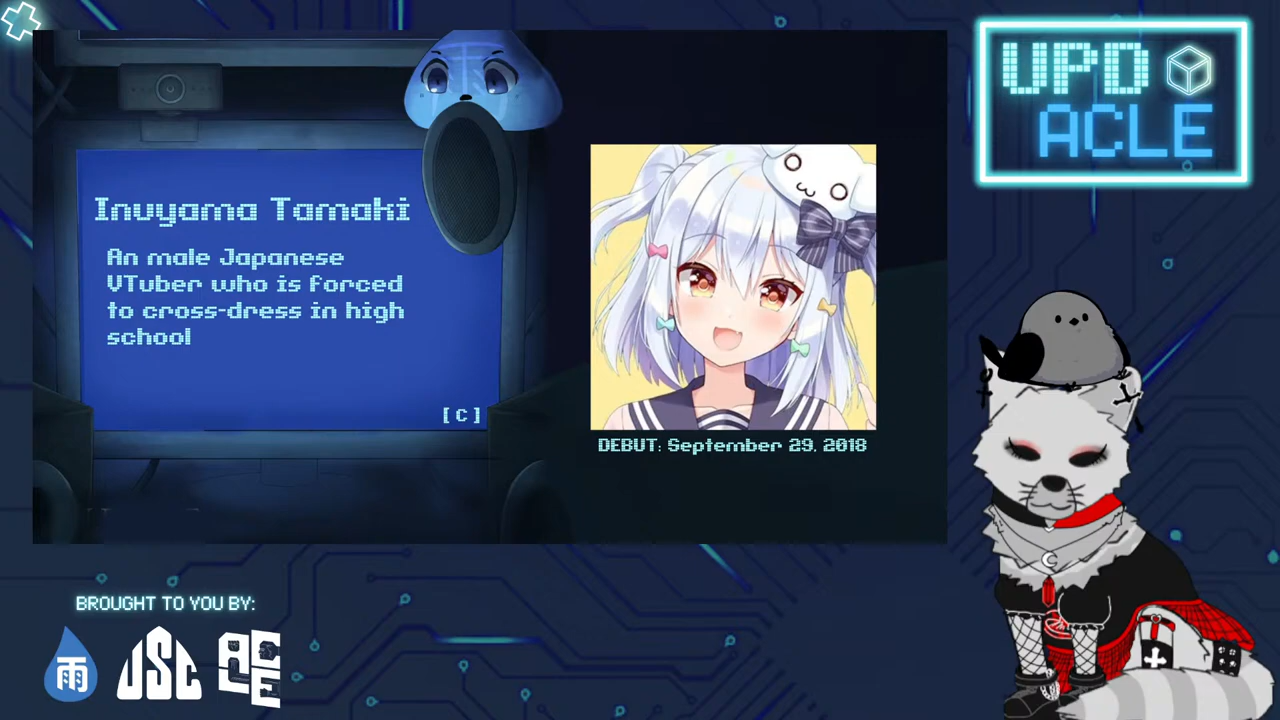 UPD
ACLE
Inuyama Tamaki
An male Japanese
VTuber who is forced
to cross-dress in high
school
[C]
DEBUT: September 29, 2018
BROUGHT TO YOU BY:
雨
JSC
ACLE